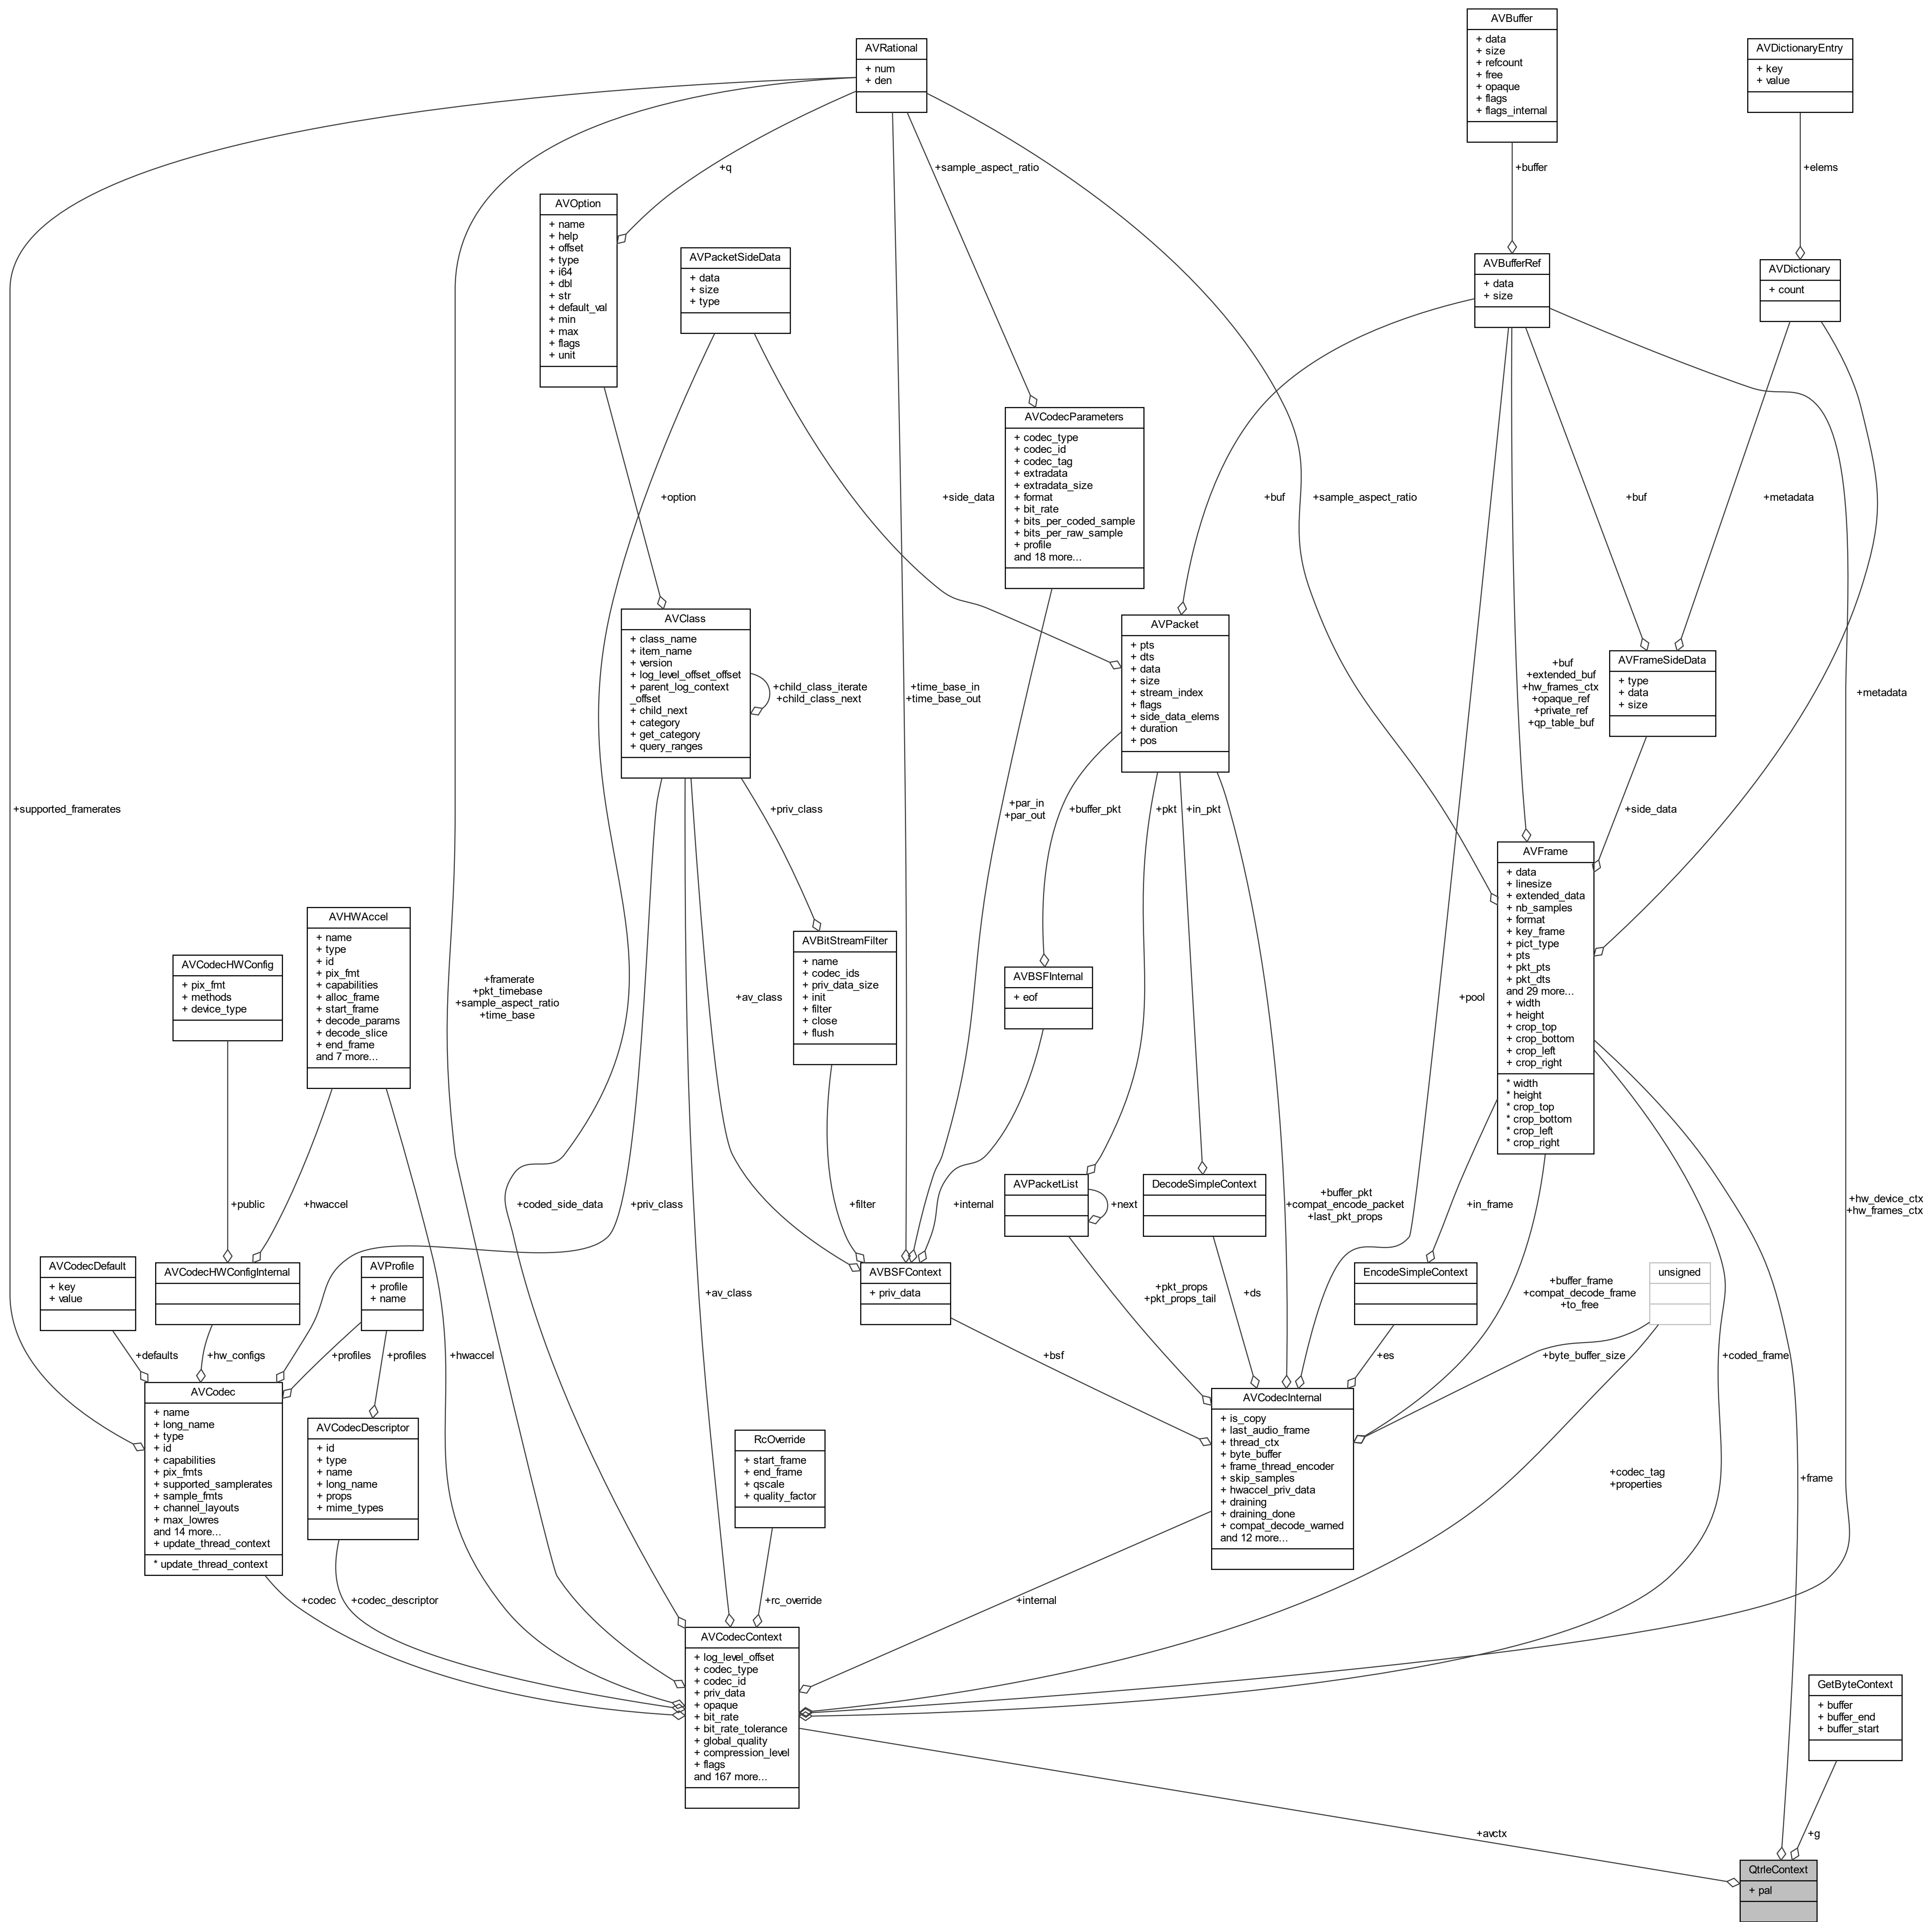 AVBuffer
+ data
+ size
+ refcount
+ free
+ opaque
+ flags
+ flags_internal
AVRational
+ num
+ den
AVDictionaryEntry
+ key
+ value
+q
+sample_aspect_ratio
+buffer
+elems
AVOption
+ name
+ help
+ offset
+ type
+ i64
+ dbl
+ str
+ default_val
+ min
+ max
+ flags
+ unit
AVPacketSideData
+ data
+ size
+ type
AVBufferRef
+ data
+ size
AVDictionary
+ count
AVCodecParameters
+ codec_type
+ codec_id
+ codec_tag
+ extradata
+ extradata_size
+ format
+ bit_rate
+ bits_per_coded_sample
+ bits_per_raw_sample
+ profile
and 18 more...
+option
+side_data
+buf
+sample_aspect_ratio
+buf
+metadata
AVClass
+ class_name
+ item_name
+ version
+ log_level_offset_offset
+ parent_log_context
_offset
+ child_next
+ category
+ get_category
+ query_ranges
+child_class_iterate
+child_class_next
+time_base_in
+time_base_out
AVPacket
+ pts
+ dts
+ data
+ size
+ stream_index
+ flags
+ side_data_elems
+ duration
+ pos
+buf
+extended_buf
+hw_frames_ctx
+opaque_ref
+private_ref
+qp_table_buf
AVFrameSideData
+ type
+ data
+ size
+metadata
+supported_framerates
+priv_class
+par_in
+par_out
+buffer_pkt
+pkt
+in_pkt
+side_data
AVFrame
+ data
+ linesize
+ extended_data
+ nb_samples
+ format
+ key_frame
+ pict_type
+ pts
+ pkt_pts
+ pkt_dts
and 29 more...
+ width
+ height
+ crop_top
+ crop_bottom
+ crop_left
+ crop_right
* width
* height
* crop_top
* crop_bottom
* crop_left
* crop_right
AVHWAccel
+ name
+ type
+ id
+ pix_fmt
+ capabilities
+ alloc_frame
+ start_frame
+ decode_params
+ decode_slice
+ end_frame
and 7 more...
AVCodecHWConfig
+ pix_fmt
+ methods
+ device_type
+framerate
+pkt_timebase
+sample_aspect_ratio
+time_base
+av_class
AVBitStreamFilter
+ name
+ codec_ids
+ priv_data_size
+ init
+ filter
+ close
+ flush
AVBSFInternal
+ eof
+pool
+public
+hwaccel
+coded_side_data
+priv_class
+filter
+internal
AVPacketList
+next
DecodeSimpleContext
+buffer_pkt
+compat_encode_packet
+last_pkt_props
+in_frame
+hw_device_ctx
+hw_frames_ctx
AVCodecDefault
+ key
+ value
AVCodecHWConfigInternal
AVProfile
+ profile
+ name
+av_class
AVBSFContext
+ priv_data
+pkt_props
+pkt_props_tail
+ds
EncodeSimpleContext
+buffer_frame
+compat_decode_frame
+to_free
unsigned
+defaults
+hw_configs
+profiles
+profiles
+hwaccel
+bsf
+es
+byte_buffer_size
+coded_frame
AVCodec
+ name
+ long_name
+ type
+ id
+ capabilities
+ pix_fmts
+ supported_samplerates
+ sample_fmts
+ channel_layouts
+ max_lowres
and 14 more...
+ update_thread_context
* update_thread_context
AVCodecDescriptor
+ id
+ type
+ name
+ long_name
+ props
+ mime_types
RcOverride
+ start_frame
+ end_frame
+ qscale
+ quality_factor
AVCodecInternal
+ is_copy
+ last_audio_frame
+ thread_ctx
+ byte_buffer
+ frame_thread_encoder
+ skip_samples
+ hwaccel_priv_data
+ draining
+ draining_done
+ compat_decode_warned
and 12 more...
+codec_tag
+properties
+frame
+codec
+codec_descriptor
+rc_override
+internal
AVCodecContext
+ log_level_offset
+ codec_type
+ codec_id
+ priv_data
+ opaque
+ bit_rate
+ bit_rate_tolerance
+ global_quality
+ compression_level
+ flags
and 167 more...
GetByteContext
+ buffer
+ buffer_end
+ buffer_start
+avctx
+g
QtrleContext
+ pal